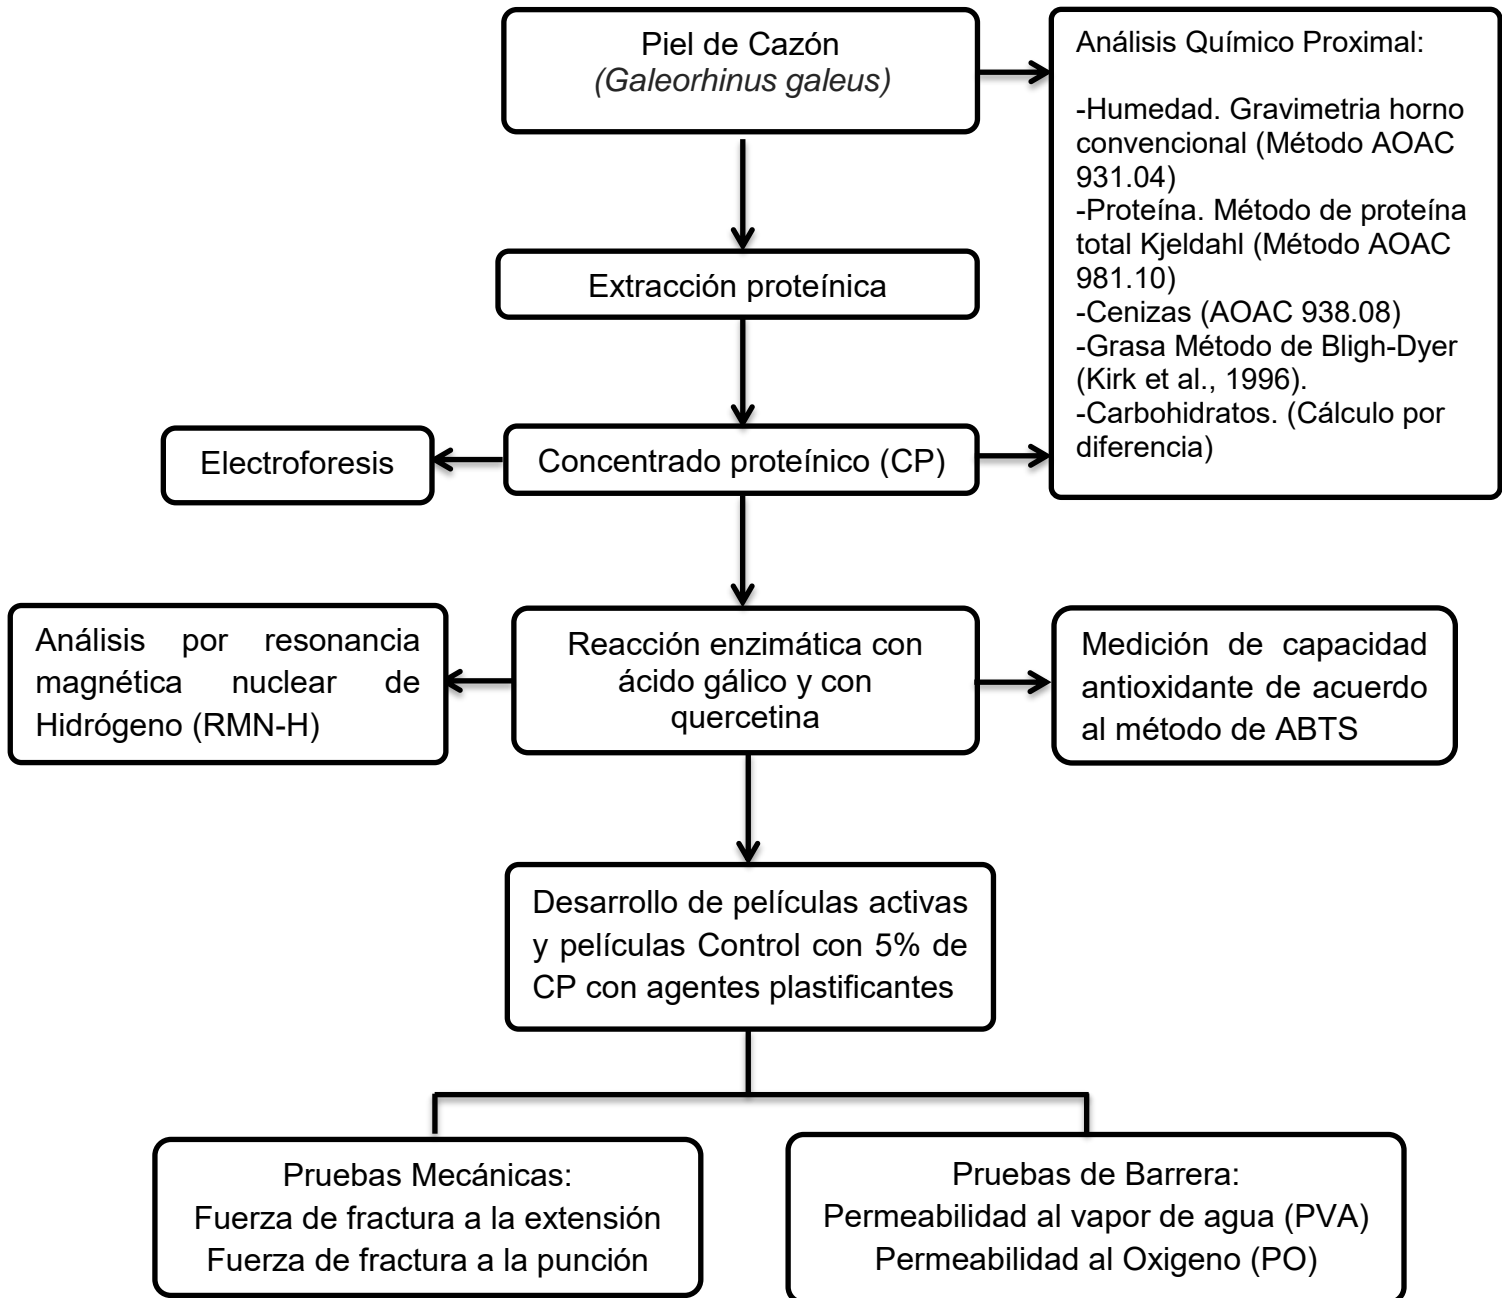 Piel de Cazón
(Galeorhinus galeus)
Análisis Químico Proximal:
-Humedad. Gravimetria horno
convencional (Método AOAC
931.04)
-Proteína. Método de proteína
total Kjeldahl (Método AOAC
981.10)
-Cenizas (AOAC 938.08)
-Grasa Método de Bligh-Dyer
(Kirk et al., 1996).
-Carbohidratos. (Cálculo por
diferencia)
Extracción proteínica
Electroforesis
Concentrado proteínico (CP)
Análisis por resonancia
magnética nuclear de
Hidrógeno (RMN-H)
Reacción enzimática con
ácido gálico y con
quercetina
Medición de capacidad
antioxidante de acuerdo
al método de ABTS
Desarrollo de películas activas
y películas Control con 5% de
CP con agentes plastificantes
Pruebas Mecánicas:
Fuerza de fractura a la extensión
Fuerza de fractura a la punción
Pruebas de Barrera:
Permeabilidad al vapor de agua (PVA)
Permeabilidad al Oxigeno (PO)